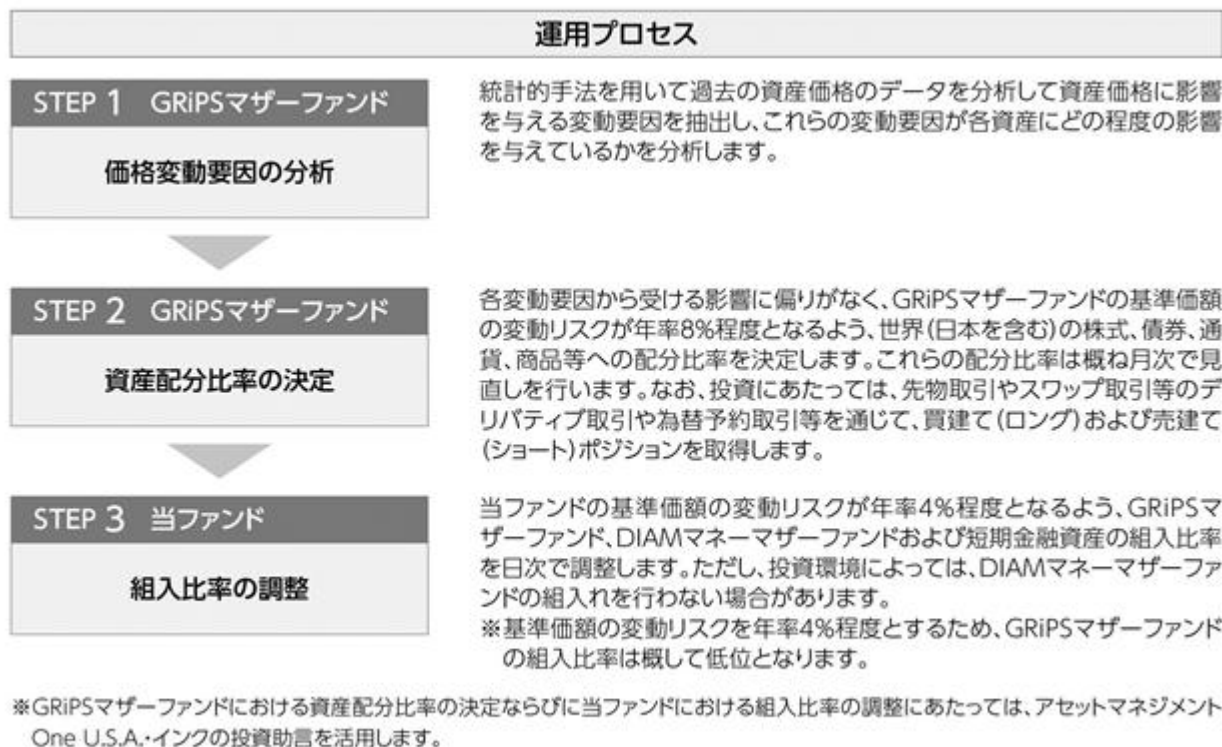 運用プロセス
STEP 1 GRiPSマザーファンド
価格変動要因の分析
統計的手法を用いて過去の資産価格のデータを分析して資産価格に影響
を与える変動要因を抽出し、これらの変動要因が各資産にどの程度の影響
を与えているかを分析します。
STEP 2 GRiPSマザーファンド
資産配分比率の決定
各変動要因から受ける影響に偏りがなく、GRiPSマザーファンドの基準価額
の変動リスクが年率8%程度となるよう、世界(日本を含む)の株式、債券、通
貨、商品等への配分比率を決定します。これらの配分比率は概ね月次で見
直しを行います。なお、投資にあたっては、先物取引やスワップ取引等のデ
リバティブ取引や為替予約取引等を通じて、買建て(ロング)および売建て
(ショート)ポジションを取得します。
STEP 3 当ファンド
組入比率の調整
当ファンドの基準価額の変動リスクが年率4%程度となるよう、GRiPSマ
ザーファンド、DIAMマネーマザーファンドおよび短期金融資産の組入比率
を日次で調整します。ただし、投資環境によっては、DIAMマネーマザーファ
ンドの組入れを行わない場合があります。
※基準価額の変動リスクを年率4%程度とするため、GRiPSマザーファンド
の組入比率は概して低位となります。
※GRiPSマザーファンドにおける資産配分比率の決定ならびに当ファンドにおける組入比率の調整にあたっては、アセットマネジメント
One U.S.A.・インクの投資助言を活用します。